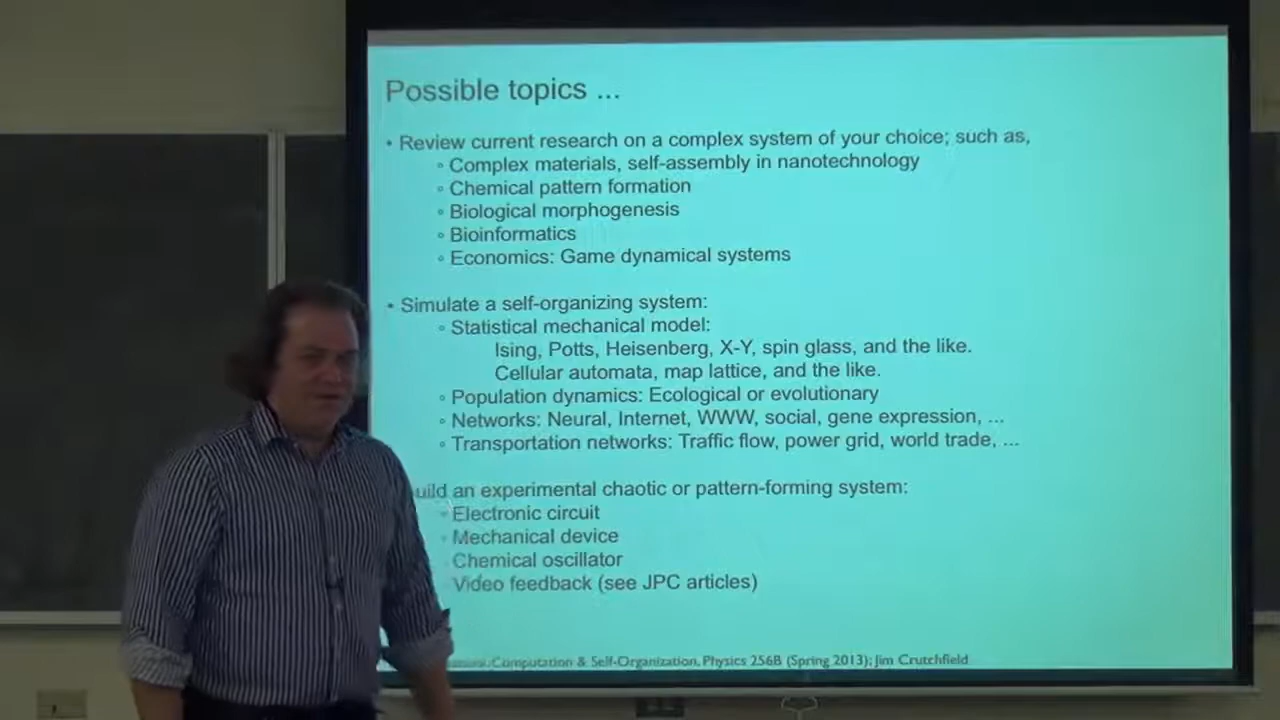 Possible topics ...
• Review current research on a complex system of your choice; such as,
◦ Complex materials, self-assembly in nanotechnology
◦ Chemical pattern formation
◦ Biological morphogenesis
◦ Bioinformatics
◦ Economics: Game dynamical systems
• Simulate a self-organizing system:
◦ Statistical mechanical model:
Ising, Potts, Heisenberg, X-Y, spin glass, and the like.
Cellular automata, map lattice, and the like.
◦ Population dynamics: Ecological or evolutionary
◦ Networks: Neural, Internet, WWW, social, gene expression, ...
◦ Transportation networks: Traffic flow, power grid, world trade, ...
uild an experimental chaotic or pattern-forming system:
◦ Electronic circuit
◦ Mechanical device
Chemical oscillator
Video feedback (see JPC articles)
Computation & Self-Organization, Physics 256B (Spring 2013); Jim Crutchfield